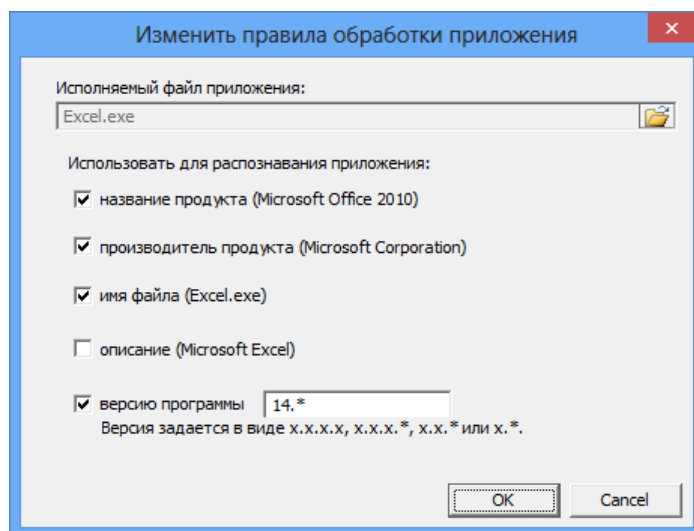 Изменить правила обработки приложения
Исполняемый файл приложения:
Excel.exe
Использовать для распознавания приложения:
название продукта (Microsoft Office 2010)
производитель продукта (Microsoft Corporation)
имя файла (Excel.exe)
описание (Microsoft Excel)
версию программы 14.*
Версия задается в виде x.x.x.x, x.x.x.*, x.x.* или x.*.
OK Cancel